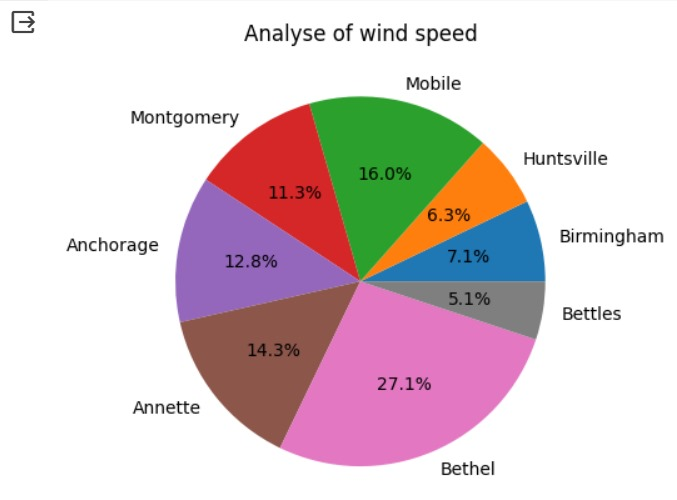 Analyse of wind speed
Mobile
Montgomery
Huntsville
16.0%
11.3%
6.3%
Birmingham
Anchorage
12.8%
7.1%
5.1%
Bettles
14.3%
27.1%
Annette
Bethel